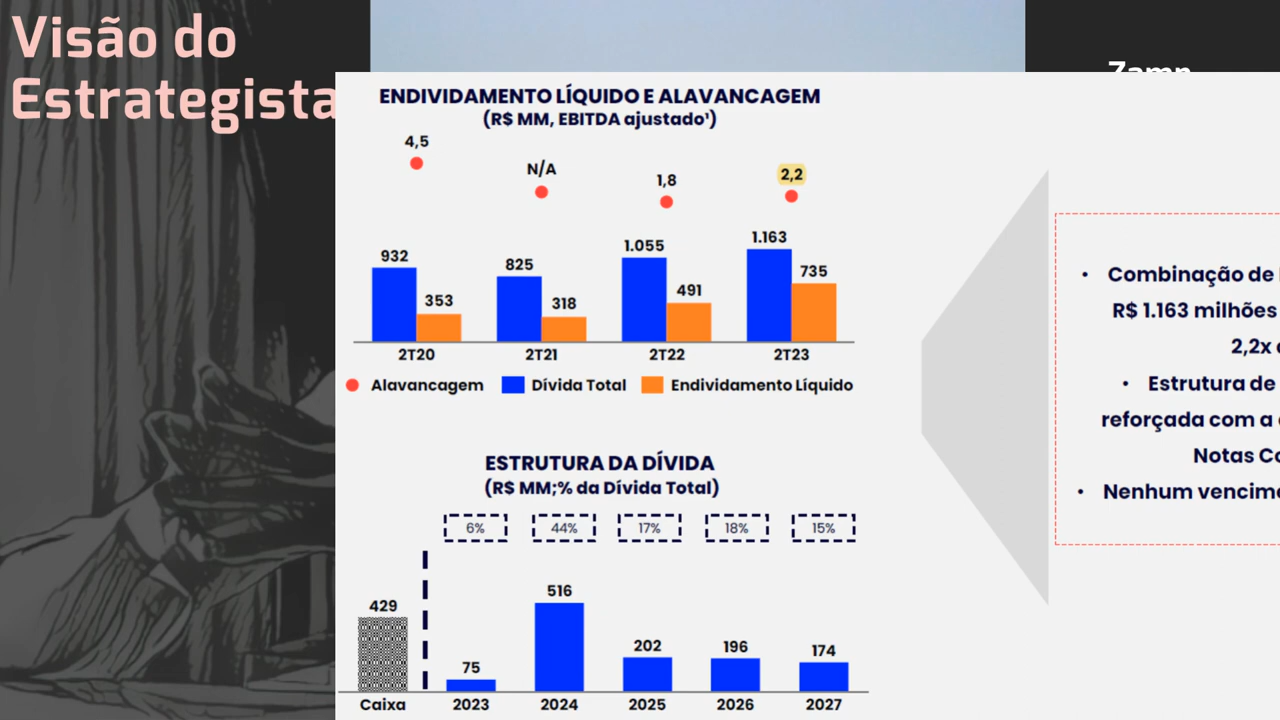 Visão do
Estrategista
Zamp
ENDIVIDAMENTO LÍQUIDO E ALAVANCAGEM
(R$ MM, EBITDA ajustado¹)
4,5
N/A
1,8
2,2
932
353
825
318
1.055
491
1.163
735
2T20
2T21
2T22
2T23
Alavancagem
Dívida Total
Endividamento Líquido
ESTRUTURA DA DÍVIDA
(R$ MM;% da Dívida Total)
6%
44%
17%
18%
15%
429
75
516
202
196
174
Caixa
2023
2024
2025
2026
2027
• Combinação de
R$ 1.163 milhões
2,2x
• Estrutura de
reforçada com a
Notas
• Nenhum